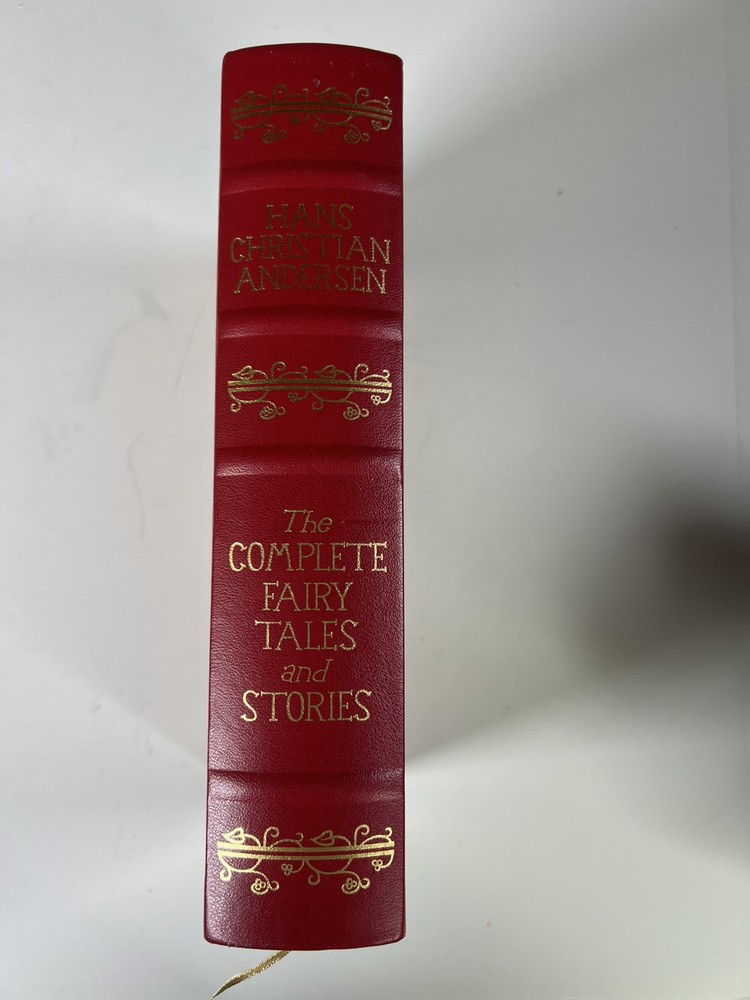 HANS
CHRISTIAN
ANDERSEN
The
COMPLETE
FAIRY
TALES
and
STORIES